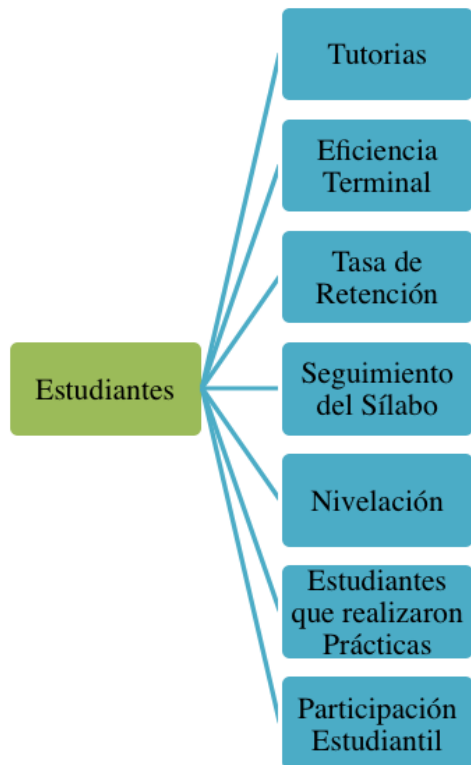 Estudiantes
Tutorias
Eficiencia
Terminal
Tasa de
Retención
Seguimiento
del Sílabo
Nivelación
Estudiantes
que realizaron
Prácticas
Participación
Estudiantil